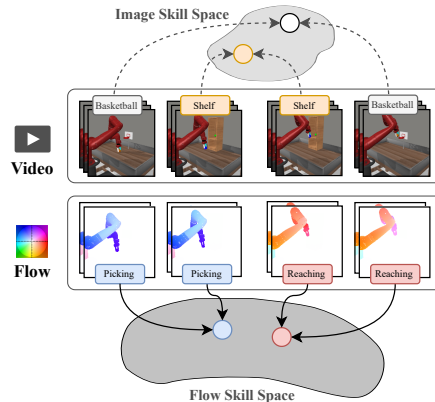 Image Skill Space
Basketball
Shelf
Shelf
Basketball
Video
Flow
Picking
Picking
Reaching
Reaching
Flow Skill Space